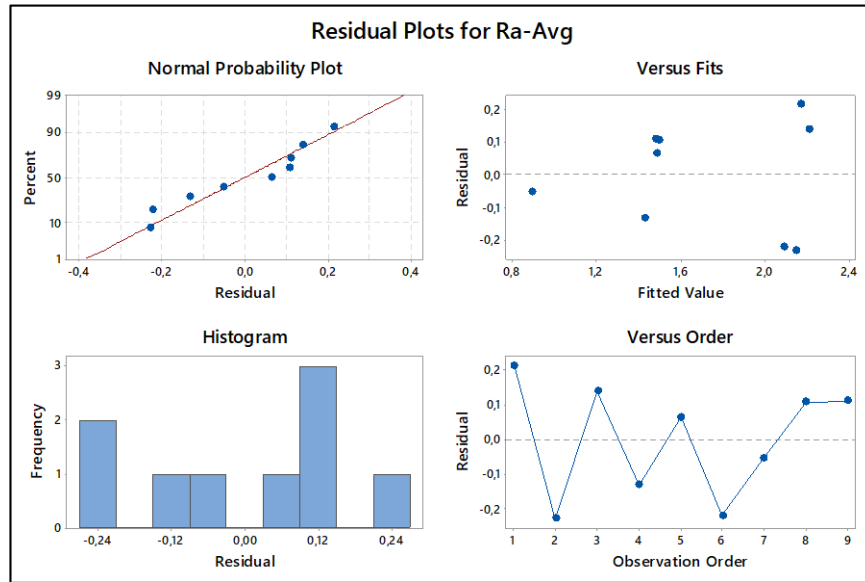 Residual Plots for Ra-Avg
Normal Probability Plot
99
90
50
10
1
Percent
-0,4 -0,2 0,0 0,2 0,4
Residual
Versus Fits
0,2
0,1
0,0
-0,1
-0,2
Residual
0,8 1,2 1,6 2,0 2,4
Fitted Value
Histogram
3
2
1
0
Frequency
-0,24 -0,12 0,00 0,12 0,24
Residual
Versus Order
0,2
0,1
0,0
-0,1
-0,2
Residual
1 2 3 4 5 6 7 8 9
Observation Order